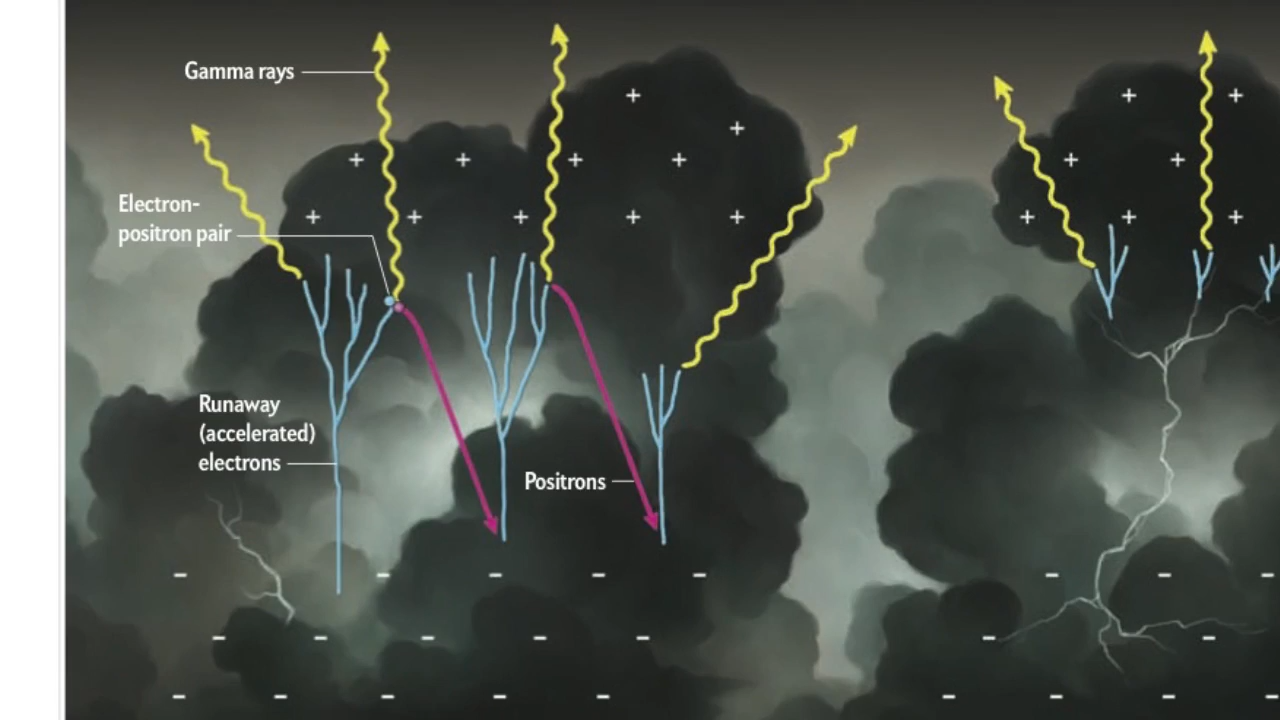 Gamma rays
Electron-
positron pair
Runaway
(accelerated)
electrons
Positrons